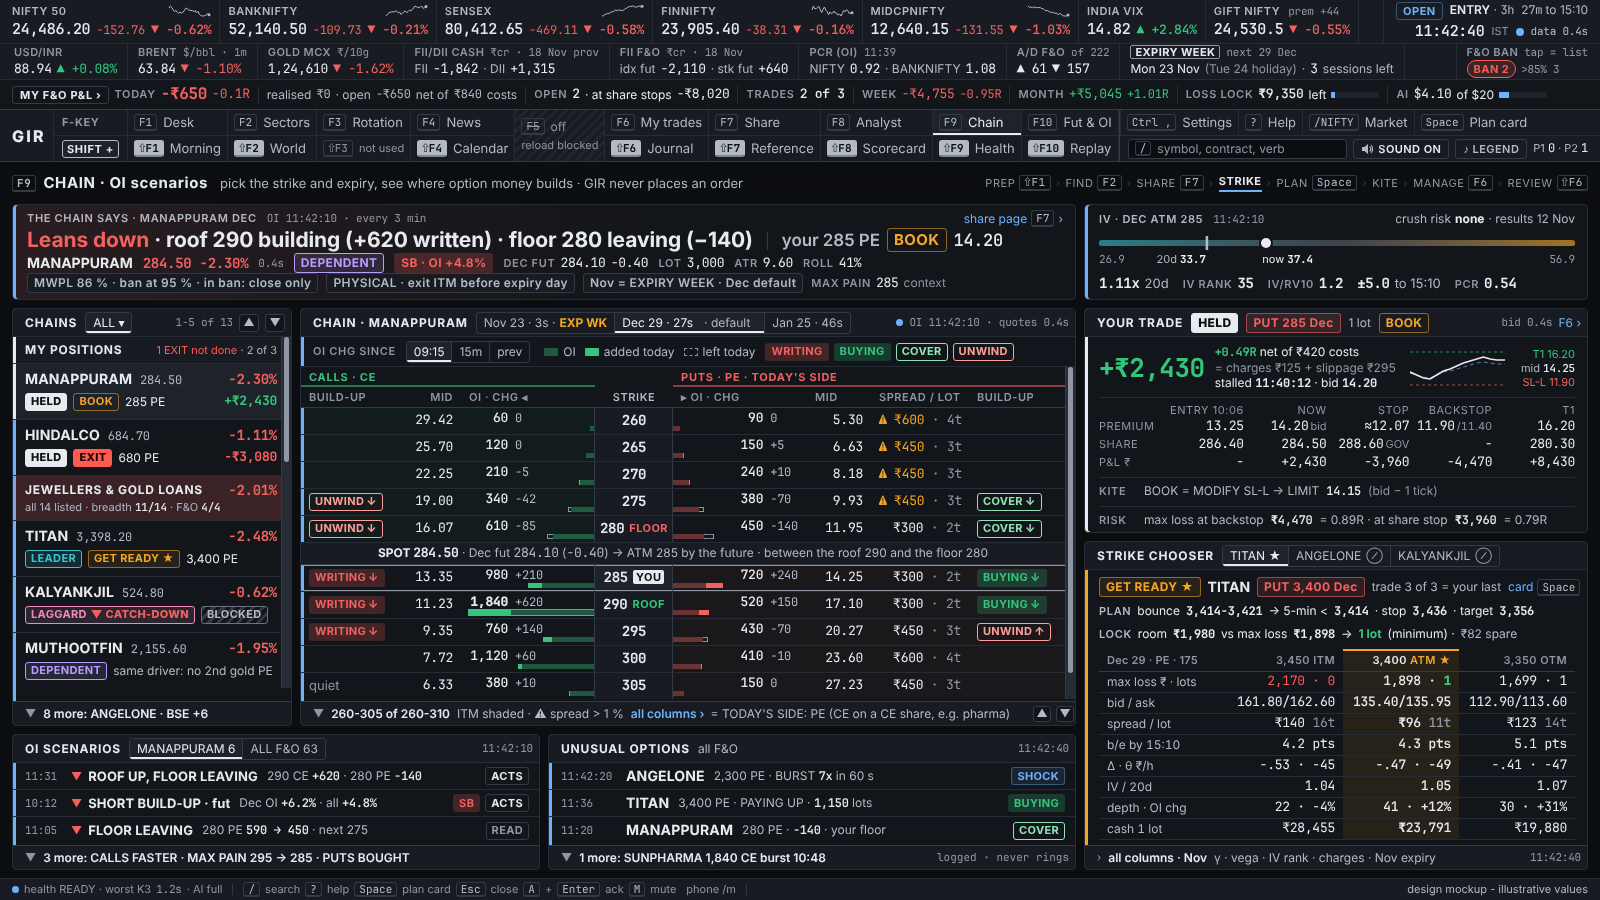 NIFTY 50 24,486.20 -152.76 ▼ -0.62%
BANKNIFTY 52,140.50 -109.73 ▼ -0.21%
SENSEX 80,412.65 -469.11 ▼ -0.58%
FINNIFTY 23,905.40 -38.31 ▼ -0.16%
MIDCPNIFTY 12,640.15 -131.55 ▼ -1.03%
INDIA VIX 14.82 ▲ +2.84%
GIFT NIFTY prem +44 24,530.5 ▼ -0.55%
OPEN ENTRY · 3h 27m to 15:10
11:42:40 IST ● data 0.4s
USD/INR 88.94 ▲ +0.08%
BRENT $/bbl · 1m 63.84 ▼ -1.10%
GOLD MCX ₹/10g 1,24,610 ▼ -1.62%
FII/DII CASH ₹cr · 18 Nov prov FII -1,842 · DII +1,315
FII F&O ₹cr · 18 Nov idx fut -2,110 · stk fut +640
PCR (OI) 11:39 NIFTY 0.92 · BANKNIFTY 1.08
A/D F&O of 222 ▲ 61 ▼ 157
EXPIRY WEEK next 29 Dec Mon 23 Nov (Tue 24 holiday) · 3 sessions left
F&O BAN tap = list BAN 2 >85% 3
MY F&O P&L › TODAY -₹650 -0.1R realised ₹0 · open -₹650 net of ₹840 costs OPEN 2 · at share stops -₹8,020 TRADES 2 of 3 WEEK -₹4,755 -0.95R MONTH +₹5,045 +1.01R LOSS LOCK ₹9,350 left AI $4.10 of $20
GIR
F-KEY F1 Desk F2 Sectors F3 Rotation F4 News F5 off F6 My trades F7 Share F8 Analyst F9 Chain F10 Fut & OI Ctrl , Settings ? Help /NIFTY Market Space Plan card
SHIFT + ⇧F1 Morning ⇧F2 World ⇧F3 not used ⇧F4 Calendar reload blocked ⇧F6 Journal ⇧F7 Reference ⇧F8 Scorecard ⇧F9 Health ⇧F10 Replay / symbol, contract, verb SOUND ON ♪ LEGEND P1 0 · P2 1
F9 CHAIN · OI scenarios pick the strike and expiry, see where option money builds · GIR never places an order
PREP ⇧F1 › FIND F2 › SHARE F7 › STRIKE › PLAN Space › KITE › MANAGE F6 › REVIEW ⇧F6
THE CHAIN SAYS · MANAPPURAM DEC OI 11:42:10 · every 3 min share page F7 ›
Leans down · roof 290 building (+620 written) · floor 280 leaving (−140) your 285 PE BOOK 14.20
MANAPPURAM 284.50 -2.30% 0.4s DEPENDENT SB · OI +4.8% DEC FUT 284.10 -0.40 LOT 3,000 ATR 9.60 ROLL 41%
MWPL 86 % · ban at 95 % · in ban: close only PHYSICAL · exit ITM before expiry day Nov = EXPIRY WEEK · Dec default MAX PAIN 285 context
IV · DEC ATM 285 11:42:10 crush risk none · results 12 Nov
26.9 20d 33.7 now 37.4 56.9
1.11x 20d IV RANK 35 IV/RV10 1.2 ±5.0 to 15:10 PCR 0.54
CHAINS ALL ▾ 1-5 of 13 ▲ ▼
MY POSITIONS 1 EXIT not done · 2 of 3
MANAPPURAM 284.50 -2.30%
HELD BOOK 285 PE +₹2,430
HINDALCO 684.70 -1.11%
HELD EXIT 680 PE -₹3,080
JEWELLERS & GOLD LOANS -2.01%
all 14 listed · breadth 11/14 · F&O 4/4
TITAN 3,398.20 -2.48%
LEADER GET READY ★ 3,400 PE
KALYANKJIL 524.80 -0.62%
LAGGARD ▼ CATCH-DOWN BLOCKED
MUTHOOTFIN 2,155.60 -1.95%
DEPENDENT same driver: no 2nd gold PE
▼ 8 more: ANGELONE · BSE +6
CHAIN · MANAPPURAM Nov 23 · 3s · EXP WK Dec 29 · 27s · default Jan 25 · 46s ● OI 11:42:10 · quotes 0.4s
OI CHG SINCE 09:15 15m prev OI added today left today WRITING BUYING COVER UNWIND
CALLS · CE PUTS · PE · TODAY'S SIDE
BUILD-UP MID OI · CHG ◂ STRIKE ▸ OI · CHG MID SPREAD / LOT BUILD-UP
29.42 60 0 260 90 0 5.30 ⚠ ₹600 · 4t
25.70 120 0 265 150 +5 6.63 ⚠ ₹450 · 3t
22.25 210 -5 270 240 +10 8.18 ⚠ ₹450 · 3t
UNWIND ↓ 19.00 340 -42 275 380 -70 9.93 ⚠ ₹450 · 3t COVER ↓
UNWIND ↓ 16.07 610 -85 280 FLOOR 450 -140 11.95 ₹300 · 2t COVER ↓
SPOT 284.50 · Dec fut 284.10 (-0.40) → ATM 285 by the future · between the roof 290 and the floor 280
WRITING ↓ 13.35 980 +210 285 YOU 720 +240 14.25 ₹300 · 2t BUYING ↓
WRITING ↓ 11.23 1,840 +620 290 ROOF 520 +150 17.10 ₹300 · 2t BUYING ↓
WRITING ↓ 9.35 760 +140 295 430 -70 20.27 ₹450 · 3t UNWIND ↑
7.72 1,120 +60 300 410 -10 23.60 ₹600 · 4t
quiet 6.33 380 +10 305 150 0 27.23 ₹450 · 3t
▼ 260-305 of 260-310 ITM shaded · ⚠ spread > 1 % all columns › = TODAY'S SIDE: PE (CE on a CE share, e.g. pharma) ▲ ▼
YOUR TRADE HELD PUT 285 Dec 1 lot BOOK bid 0.4s F6 ›
+₹2,430
+0.49R net of ₹420 costs
= charges ₹125 + slippage ₹295
stalled 11:40:12 · bid 14.20
T1 16.20
mid 14.25
SL-L 11.90
ENTRY 10:06 NOW STOP BACKSTOP T1
PREMIUM 13.25 14.20 bid ≈12.07 11.90/11.40 16.20
SHARE 286.40 284.50 288.60 GOV - 280.30
P&L ₹ - +2,430 -3,960 -4,470 +8,430
KITE BOOK = MODIFY SL-L → LIMIT 14.15 (bid − 1 tick)
RISK max loss at backstop ₹4,470 = 0.89R · at share stop ₹3,960 = 0.79R
STRIKE CHOOSER TITAN ★ ANGELONE KALYANKJIL
GET READY ★ TITAN PUT 3,400 Dec trade 3 of 3 = your last card Space
PLAN bounce 3,414-3,421 → 5-min < 3,414 · stop 3,436 · target 3,356
LOCK room ₹1,980 vs max loss ₹1,898 → 1 lot (minimum) · ₹82 spare
Dec 29 · PE · 175 3,450 ITM 3,400 ATM ★ 3,350 OTM
max loss ₹ · lots 2,170 · 0 1,898 · 1 1,699 · 1
bid / ask 161.80/162.60 135.40/135.95 112.90/113.60
spread / lot ₹140 16t ₹96 11t ₹123 14t
b/e by 15:10 4.2 pts 4.3 pts 5.1 pts
Δ · θ ₹/h -.53 · -45 -.47 · -49 -.41 · -47
IV / 20d 1.04 1.05 1.07
depth · OI chg 22 · -4% 41 · +12% 30 · +31%
cash 1 lot ₹28,455 ₹23,791 ₹19,880
› all columns · Nov γ · vega · IV rank · charges · Nov expiry 11:42:40
OI SCENARIOS MANAPPURAM 6 ALL F&O 63 11:42:10
11:31 ▼ ROOF UP, FLOOR LEAVING 290 CE +620 · 280 PE -140 ACTS
10:12 ▼ SHORT BUILD-UP · fut Dec OI +6.2% · all +4.8% SB ACTS
11:05 ▼ FLOOR LEAVING 280 PE 590 → 450 · next 275 READ
▼ 3 more: CALLS FASTER · MAX PAIN 295 → 285 · PUTS BOUGHT
UNUSUAL OPTIONS all F&O 11:42:40
11:42:20 ANGELONE 2,300 PE · BURST 7x in 60 s SHOCK
11:36 TITAN 3,400 PE · PAYING UP · 1,150 lots BUYING
11:20 MANAPPURAM 280 PE · -140 · your floor COVER
▼ 1 more: SUNPHARMA 1,840 CE burst 10:48 logged · never rings
● health READY · worst K3 1.2s · AI full / search ? help Space plan card Esc close A + Enter ack M mute phone /m
design mockup - illustrative values